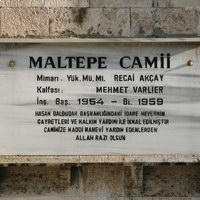 MALTEPE CAMİİ
Mimarı: Yük. Mü. Mi. RECAİ AKÇAY
Kalfası: MEHMET VARLIER
İnş. Baş. 1954 - Bi. 1959
HASAN BALDUDAK BAŞKANLIĞINDAKİ İDARE HEYETİNİN
GAYRETLERİ VE HALKIN YARDIMI İLE İKMAL EDİLMİŞTİR
CAMİMİZE MADDİ MANEVİ YARDIM EDENLERDEN
ALLAH RAZI OLSUN